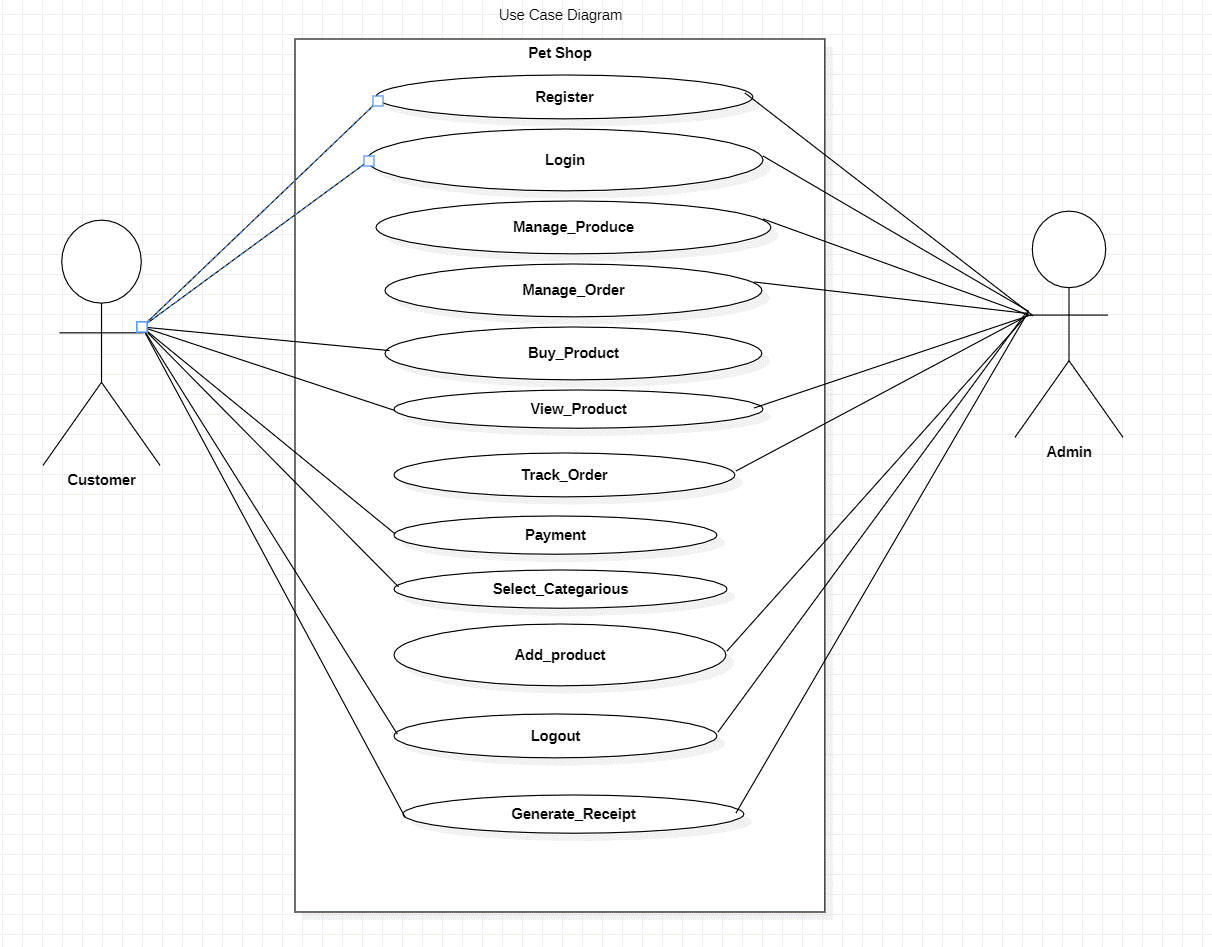 Use Case Diagram
Pet Shop
Register
Login
Manage_Produce
Manage_Order
Buy_Product
View_Product
Track_Order
Payment
Select_Categarious
Add_product
Logout
Generate_Receipt
Customer
Admin